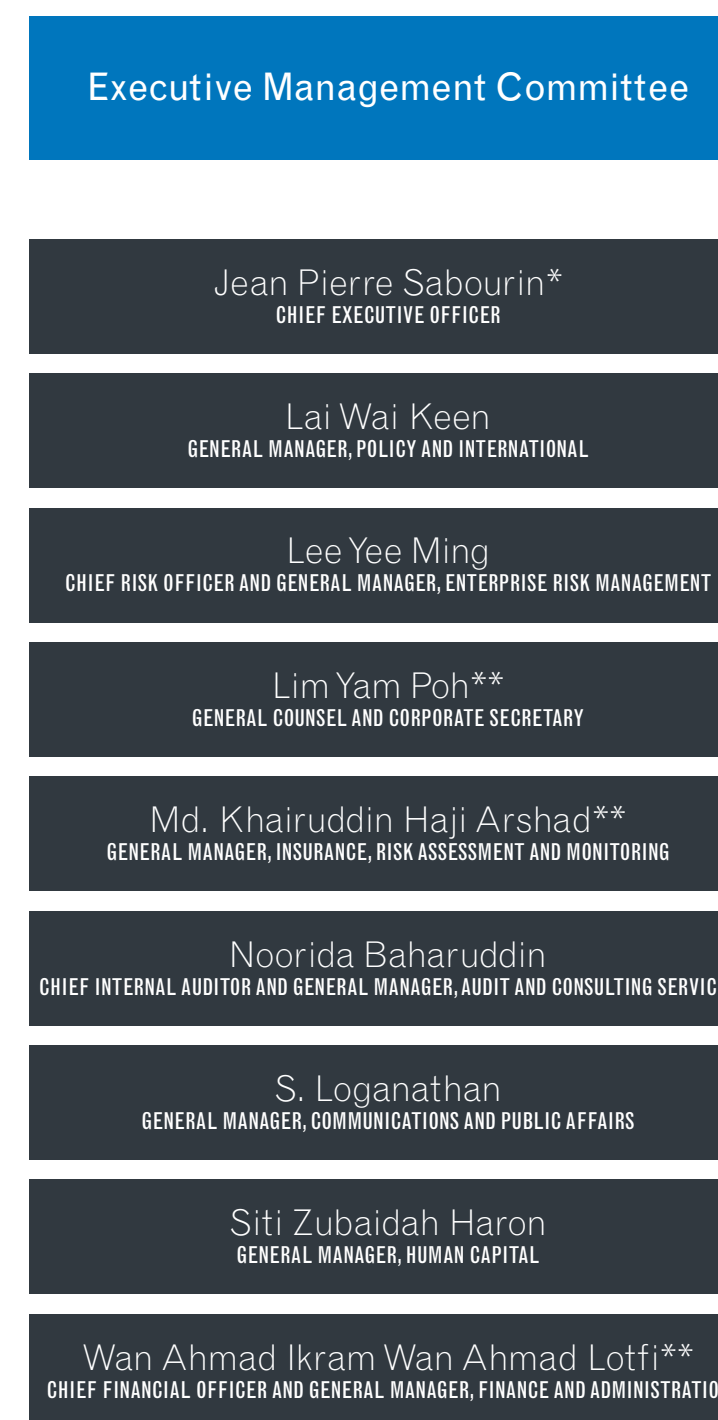 Executive Management Committee
Jean Pierre Sabourin*
CHIEF EXECUTIVE OFFICER
Lai Wai Keen
GENERAL MANAGER, POLICY AND INTERNATIONAL
Lee Yee Ming
CHIEF RISK OFFICER AND GENERAL MANAGER, ENTERPRISE RISK MANAGEMENT
Lim Yam Poh**
GENERAL COUNSEL AND CORPORATE SECRETARY
Md. Khairuddin Haji Arshad**
GENERAL MANAGER, INSURANCE, RISK ASSESSMENT AND MONITORING
Noorida Baharuddin
CHIEF INTERNAL AUDITOR AND GENERAL MANAGER, AUDIT AND CONSULTING SERVIC
S. Loganathan
GENERAL MANAGER, COMMUNICATIONS AND PUBLIC AFFAIRS
Siti Zubaidah Haron
GENERAL MANAGER, HUMAN CAPITAL
Wan Ahmad Ikram Wan Ahmad Lotfi**
CHIEF FINANCIAL OFFICER AND GENERAL MANAGER, FINANCE AND ADMINISTRATIO